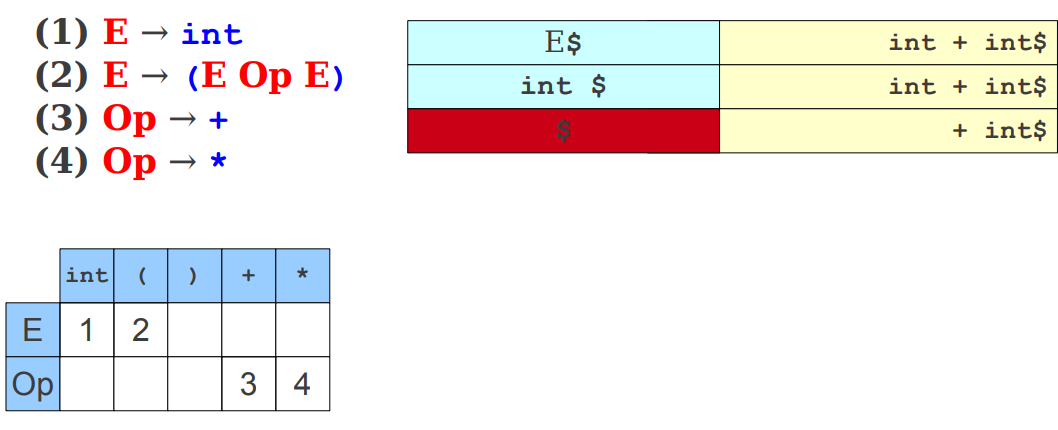 (1) E → int
(2) E → (E Op E)
(3) Op → +
(4) Op → *
E$ int + int$
int $ int + int$
$ + int$
int ( ) + *
E 1 2
Op 3 4